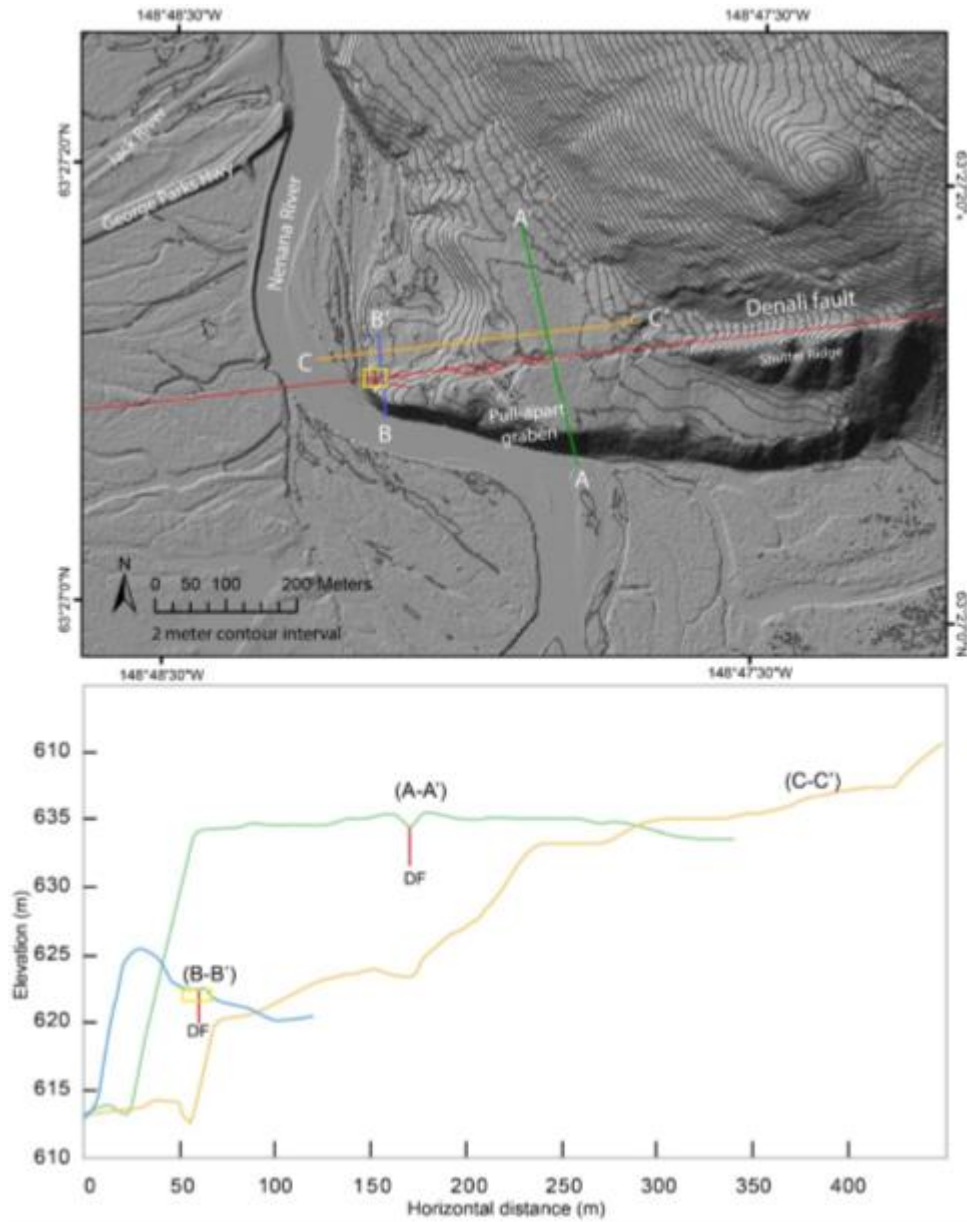 148°48'30"W
148°47'30"W
63°27'20"N
63°27'20"
Jack River
George Parks Hwy
Nenana River
A'
B'
C'
Denali fault
C
Shutter Ridge
B
Pull-apart
graben
A
N
0 50 100 200 Meters
2 meter contour interval
63°27'0"N
63°27'0"N
148°48'30"W
148°47'30"W
610
(A-A')
(C-C')
635
630
DF
625
(B-B')
620
DF
615
610
Elevation (m)
0 50 100 150 200 250 300 350 400
Horizontal distance (m)